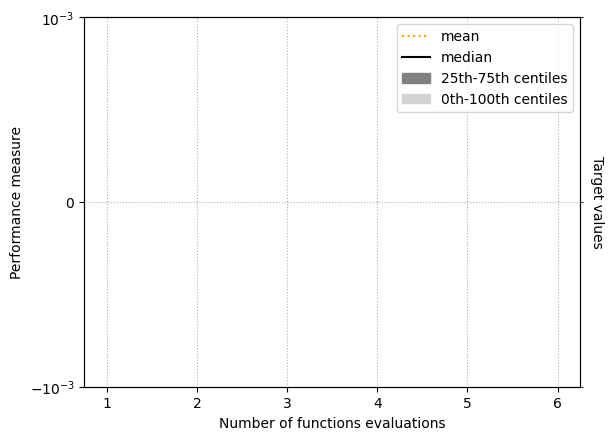 10⁻³
0
−10⁻³
Performance measure
mean
median
25th-75th centiles
0th-100th centiles
Target values
1 2 3 4 5 6
Number of functions evaluations